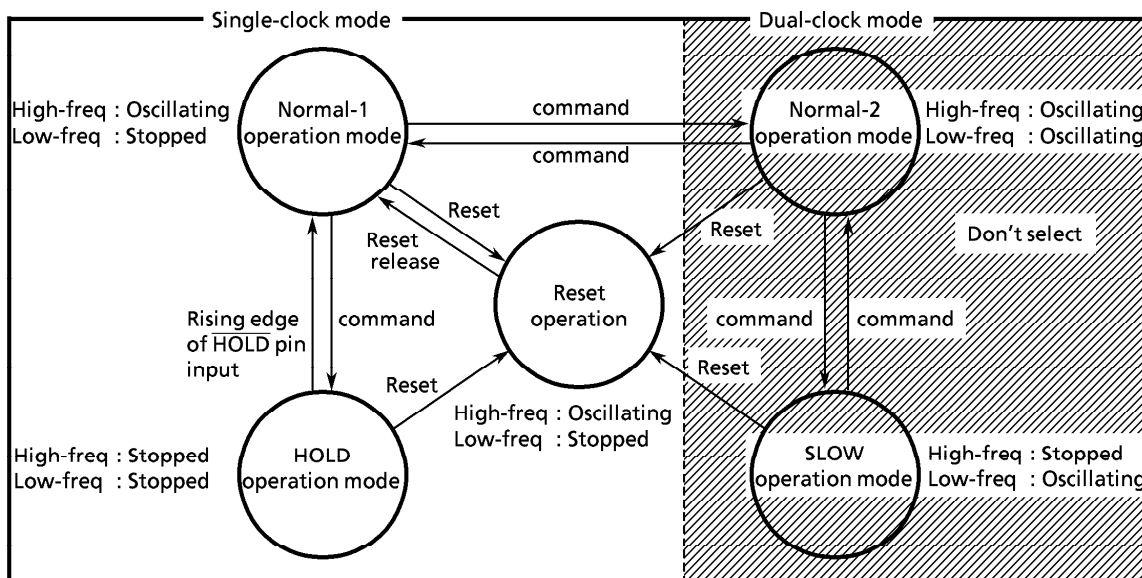 Single-clock mode
Dual-clock mode
High-freq : Oscillating
Low-freq : Stopped
Normal-1
operation mode
command
command
Normal-2
operation mode
High-freq : Oscillating
Low-freq : Oscillating
Reset
Reset
release
Reset
Don't select
Reset
operation
Rising edge
of HOLD pin
input
command
command
command
Reset
Reset
High-freq : Oscillating
Low-freq : Stopped
High-freq : Stopped
Low-freq : Stopped
HOLD
operation mode
SLOW
operation mode
High-freq : Stopped
Low-freq : Oscillating